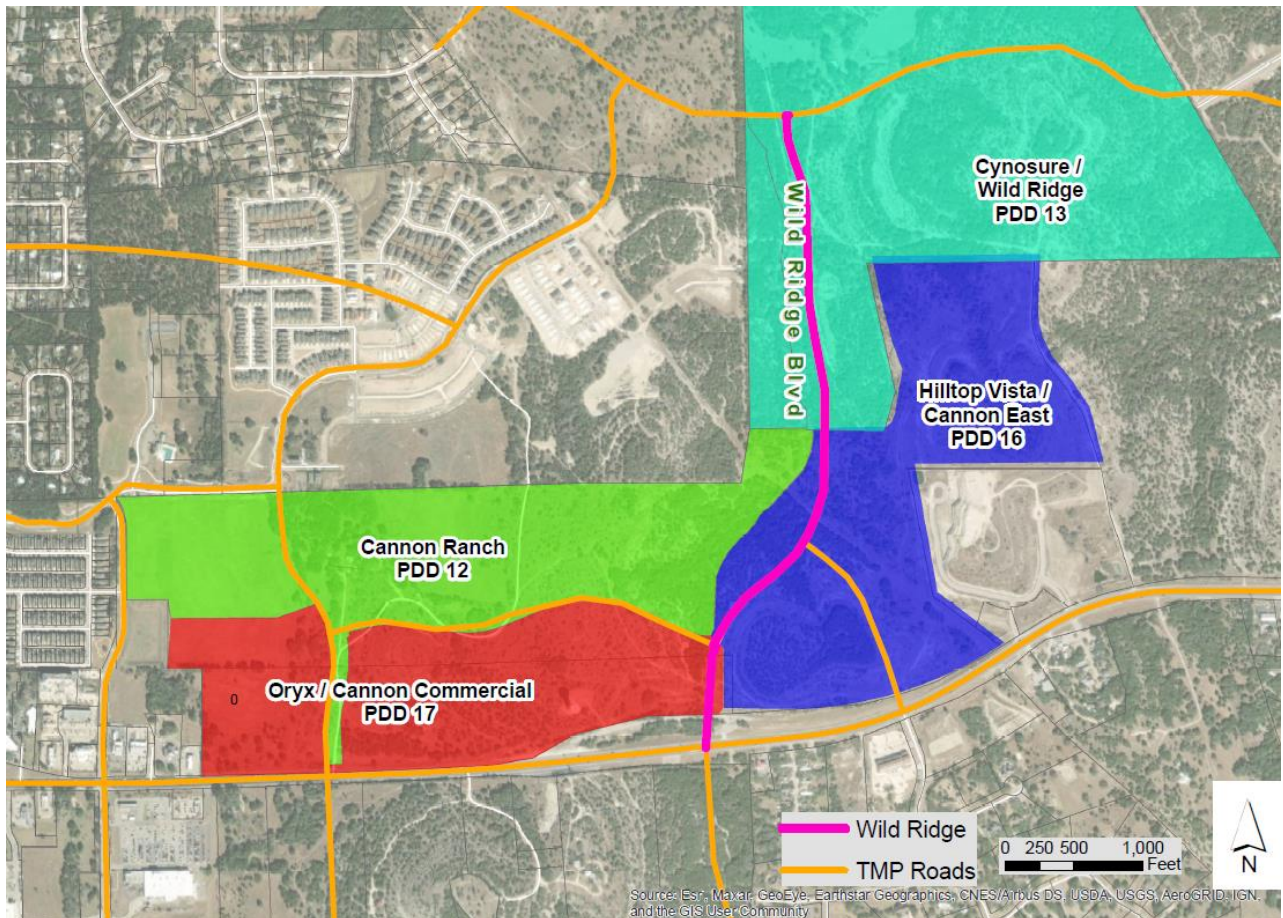 Cynosure /
Wild Ridge
PDD 13
Wild Ridge Blvd
Hilltop Vista /
Cannon East
PDD 16
Cannon Ranch
PDD 12
Oryx / Cannon Commercial
PDD 17
0
Wild Ridge
TMP Roads
0 250 500 1,000
Feet
N
Source: Esri, Maxar, GeoEye, Earthstar Geographics, CNES/Airbus DS, USDA, USGS, AeroGRID, IGN,
and the GIS User Community